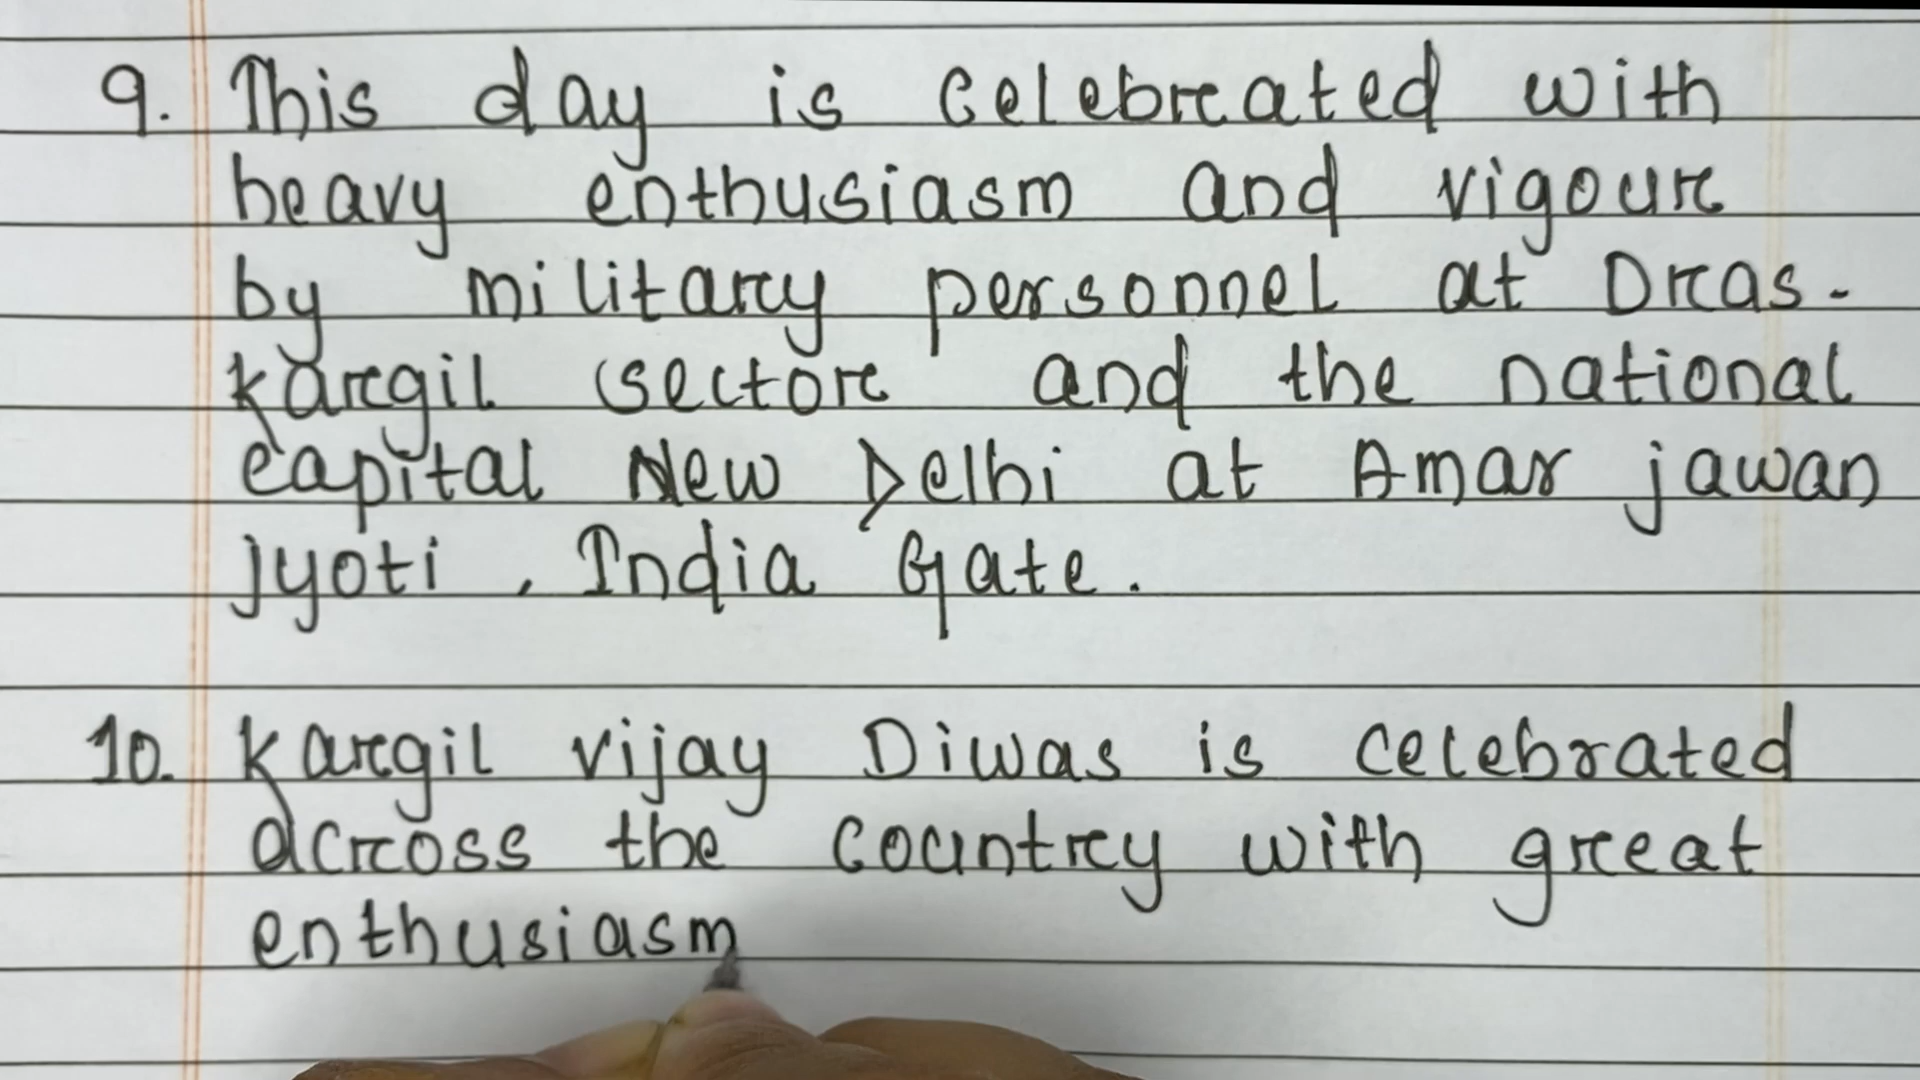 9. This day is celebrated with
heavy enthusiasm and vigour
by military personnel at Dras-
kargil sector and the national
capital New Delhi at Amar jawan
jyoti, India Gate.
10. Kargil vijay Diwas is celebrated
across the country with great
enthusiasm